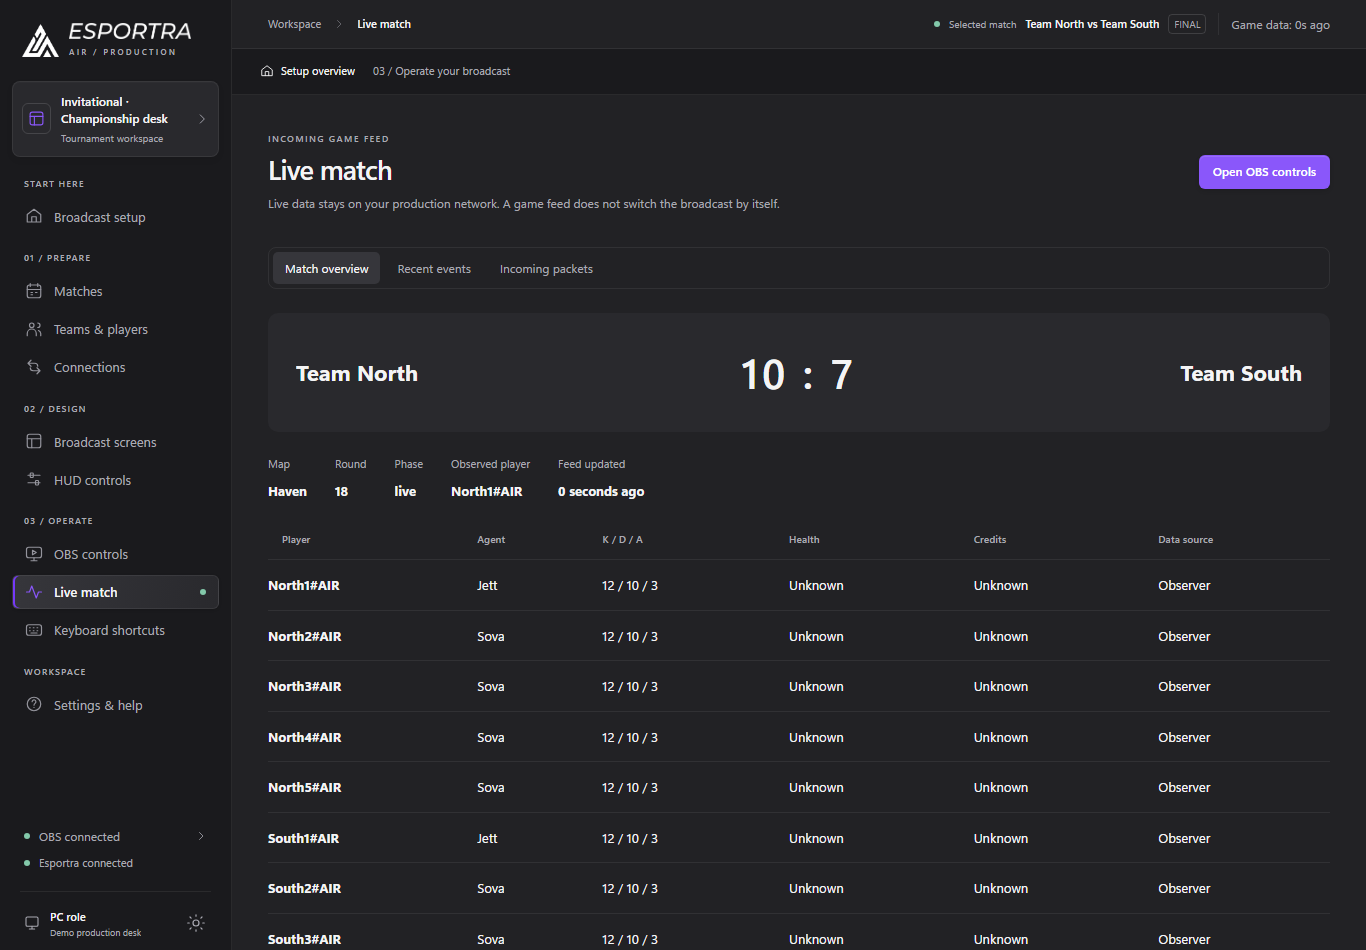 ESPORTRA
AIR / PRODUCTION
Invitational ·
Championship desk
Tournament workspace
START HERE
Broadcast setup
01 / PREPARE
Matches
Teams & players
Connections
02 / DESIGN
Broadcast screens
HUD controls
03 / OPERATE
OBS controls
Live match
Keyboard shortcuts
WORKSPACE
Settings & help
OBS connected
Esportra connected
PC role
Demo production desk
Workspace Live match
Selected match Team North vs Team South FINAL Game data: 0s ago
Setup overview 03 / Operate your broadcast
INCOMING GAME FEED
Live match
Open OBS controls
Live data stays on your production network. A game feed does not switch the broadcast by itself.
Match overview Recent events Incoming packets
Team North 10 : 7 Team South
Map Round Phase Observed player Feed updated
Haven 18 live North1#AIR 0 seconds ago
Player Agent K / D / A Health Credits Data source
North1#AIR Jett 12 / 10 / 3 Unknown Unknown Observer
North2#AIR Sova 12 / 10 / 3 Unknown Unknown Observer
North3#AIR Sova 12 / 10 / 3 Unknown Unknown Observer
North4#AIR Sova 12 / 10 / 3 Unknown Unknown Observer
North5#AIR Sova 12 / 10 / 3 Unknown Unknown Observer
South1#AIR Jett 12 / 10 / 3 Unknown Unknown Observer
South2#AIR Sova 12 / 10 / 3 Unknown Unknown Observer
South3#AIR Sova 12 / 10 / 3 Unknown Unknown Observer